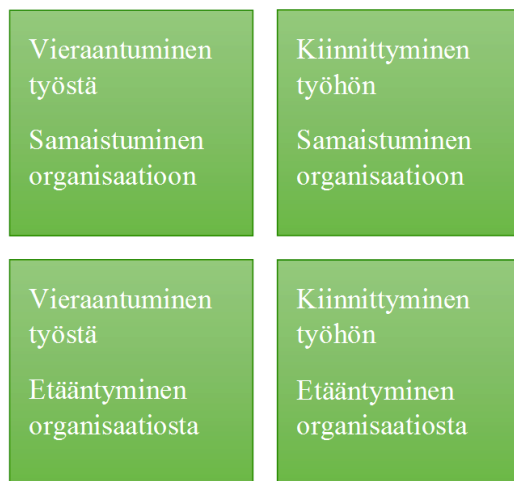 Vieraantuminen
työstä
Samaistuminen
organisaatioon
Kiinnittyminen
työhön
Samaistuminen
organisaatioon
Vieraantuminen
työstä
Etääntyminen
organisaatiosta
Kiinnittyminen
työhön
Etääntyminen
organisaatiosta